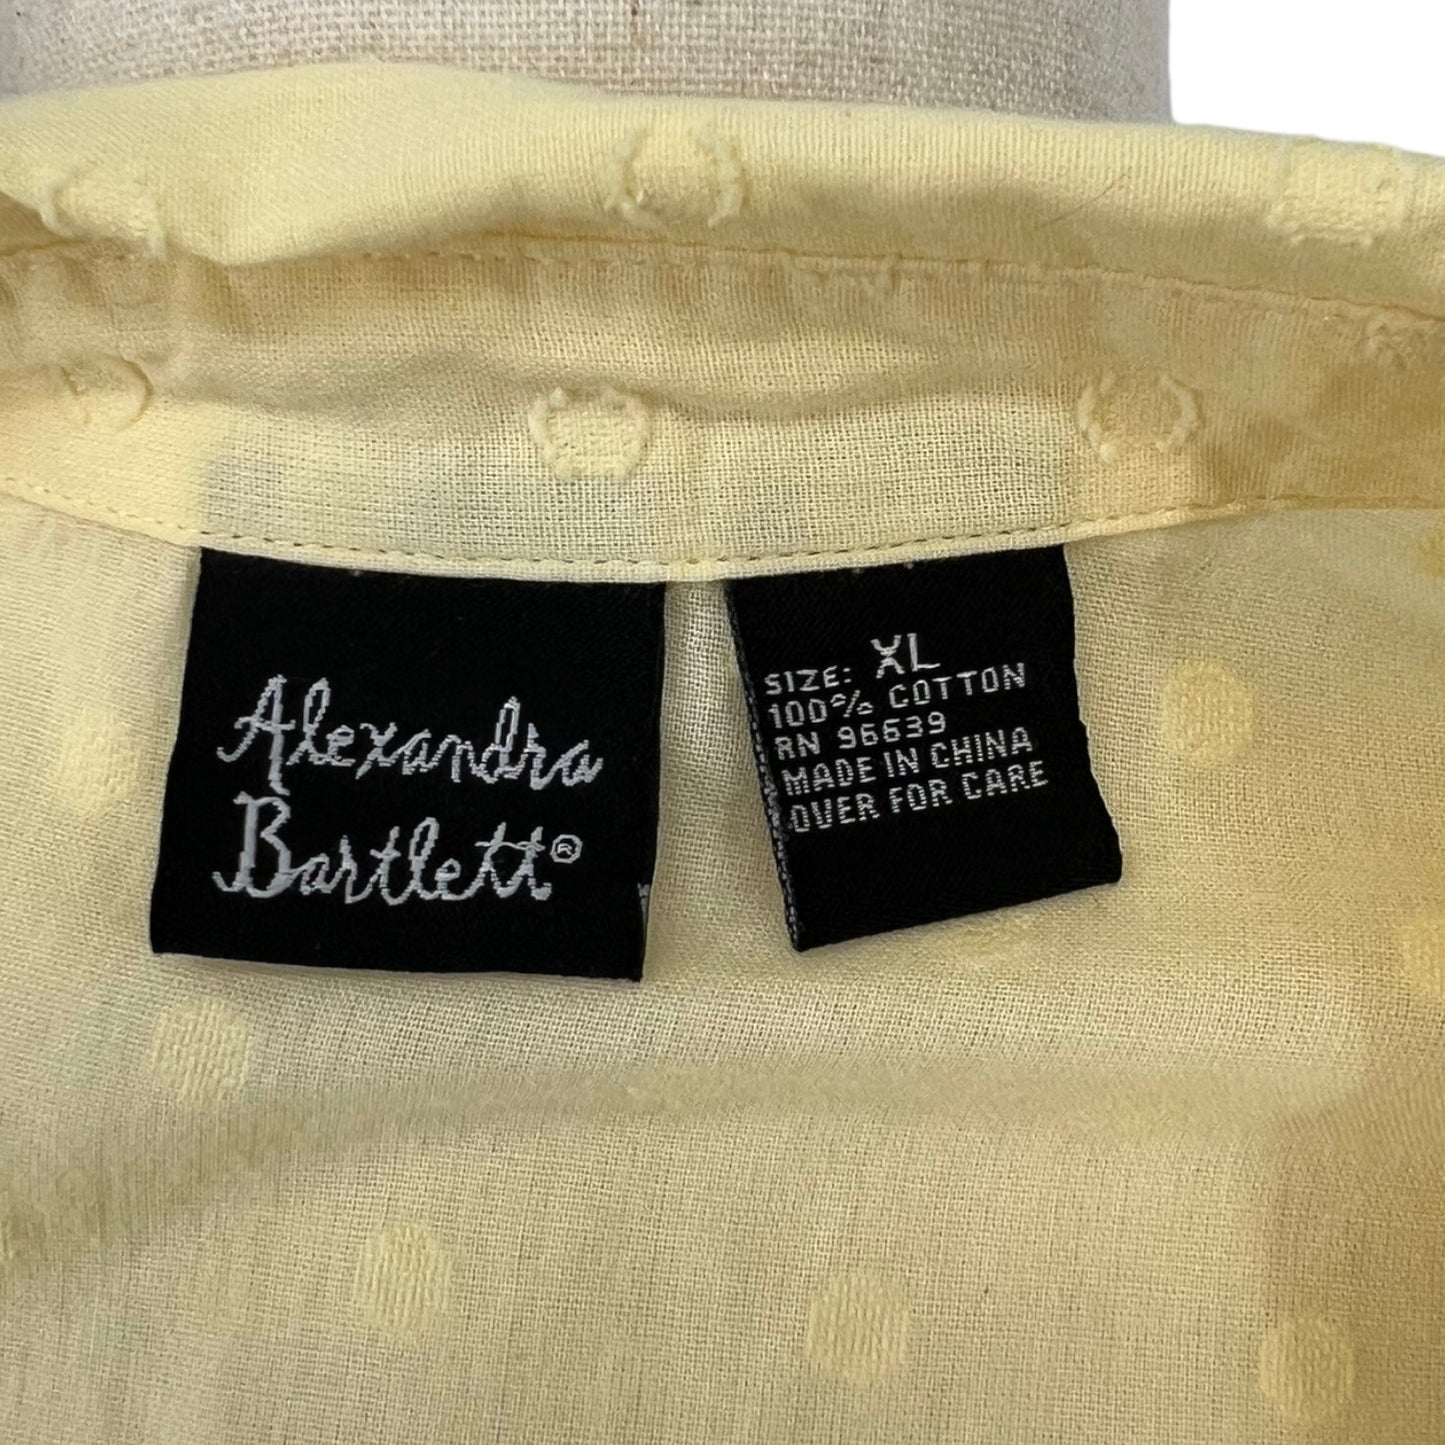 Alexandra
Bartlett®
SIZE: XL
100% COTTON
RN 96639
MADE IN CHINA
OVER FOR CARE